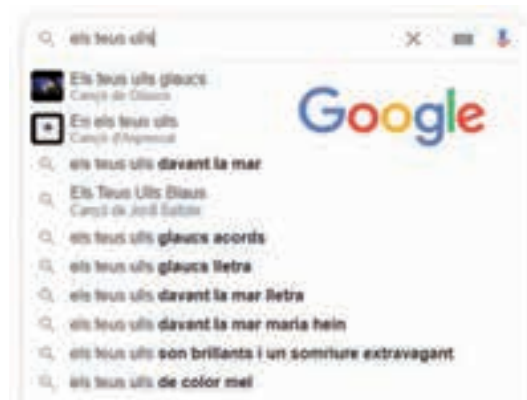 els teus ulls
Els teus ulls glaucs
Cançó de Glaucs
En els teus ulls
Google
els teus ulls davant la mar
Els Teus Ulls Blaus
Cançó de Jordi Batiste
els teus ulls glaucs acords
els teus ulls glaucs lletra
els teus ulls davant la mar lletra
els teus ulls davant la mar maria hein
els teus ulls son brillants i un somriure extravagant
els teus ulls de color mel